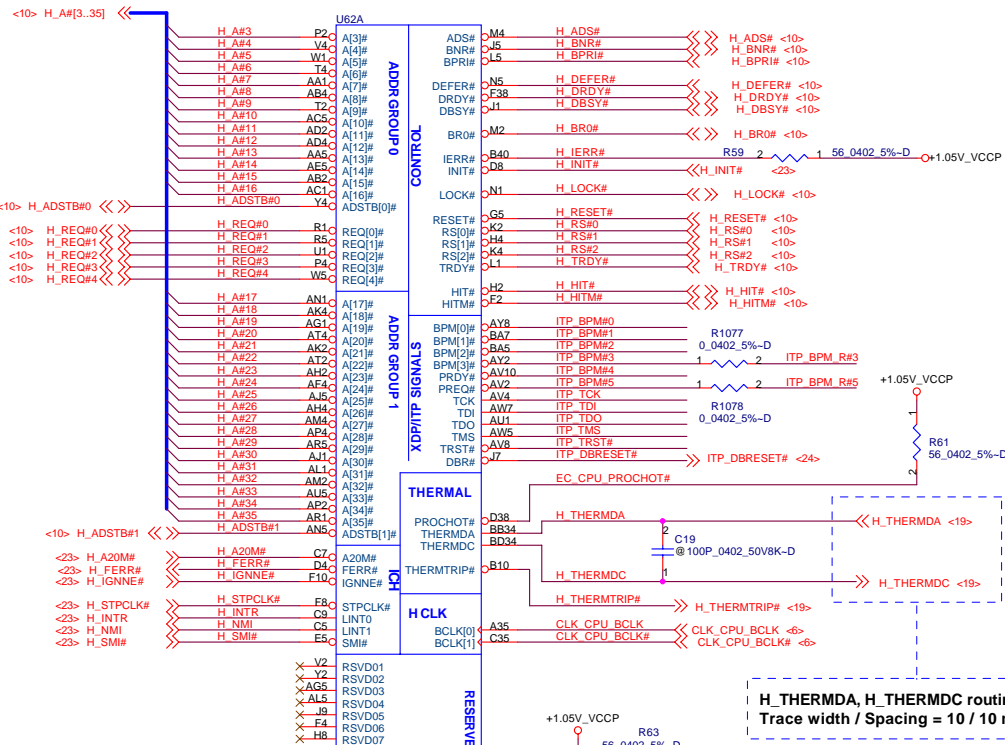 <10> H_A#[3..35]
U62A
H_A#3 P2 A[3]#
H_A#4 V4 A[4]#
H_A#5 W1 A[5]#
H_A#6 T4 A[6]#
H_A#7 AA1 A[7]#
H_A#8 AB4 A[8]#
H_A#9 T2 A[9]#
H_A#10 AC5 A[10]#
H_A#11 AD2 A[11]#
H_A#12 AD4 A[12]#
H_A#13 AA5 A[13]#
H_A#14 AE5 A[14]#
H_A#15 AB2 A[15]#
H_A#16 AC1 A[16]#
<10> H_ADSTB#0 H_ADSTB#0 Y4 ADSTB[0]#
<10> H_REQ#0 H_REQ#0 R1 REQ[0]#
<10> H_REQ#1 H_REQ#1 R5 REQ[1]#
<10> H_REQ#2 H_REQ#2 U1 REQ[2]#
<10> H_REQ#3 H_REQ#3 P4 REQ[3]#
<10> H_REQ#4 H_REQ#4 W5 REQ[4]#
ADDR GROUP 0
H_A#17 AN1 A[17]#
H_A#18 AK4 A[18]#
H_A#19 AG1 A[19]#
H_A#20 AT4 A[20]#
H_A#21 AK2 A[21]#
H_A#22 AT2 A[22]#
H_A#23 AH2 A[23]#
H_A#24 AF4 A[24]#
H_A#25 AJ5 A[25]#
H_A#26 AH4 A[26]#
H_A#27 AM4 A[27]#
H_A#28 AP4 A[28]#
H_A#29 AR5 A[29]#
H_A#30 AJ1 A[30]#
H_A#31 AL1 A[31]#
H_A#32 AM2 A[32]#
H_A#33 AU5 A[33]#
H_A#34 AP2 A[34]#
H_A#35 AR1 A[35]#
<10> H_ADSTB#1 H_ADSTB#1 AN5 ADSTB[1]#
ADDR GROUP 1
<23> H_A20M# H_A20M# C7 A20M#
<23> H_FERR# H_FERR# D4 FERR#
<23> H_IGNNE# H_IGNNE# F10 IGNNE#
<23> H_STPCLK# H_STPCLK# F8 STPCLK#
<23> H_INTR H_INTR C9 LINT0
<23> H_NMI H_NMI C5 LINT1
<23> H_SMI# H_SMI# E5 SMI#
ICH
V2 RSVD01
Y2 RSVD02
AG5 RSVD03
AL5 RSVD04
J9 RSVD05
F4 RSVD06
H8 RSVD07
RESERVE
CONTROL
ADS# M4 H_ADS# H_ADS# <10>
BNR# J5 H_BNR# H_BNR# <10>
BPRI# L5 H_BPRI# H_BPRI# <10>
DEFER# N5 H_DEFER# H_DEFER# <10>
DRDY# F38 H_DRDY# H_DRDY# <10>
DBSY# J1 H_DBSY# H_DBSY# <10>
BR0# M2 H_BR0# H_BR0# <10>
IERR# B40 H_IERR# R59 2 1 56_0402_5%~D +1.05V_VCCP
INIT# D8 H_INIT# H_INIT# <23>
LOCK# N1 H_LOCK# H_LOCK# <10>
RESET# G5 H_RESET# H_RESET# <10>
RS[0]# K2 H_RS#0 H_RS#0 <10>
RS[1]# H4 H_RS#1 H_RS#1 <10>
RS[2]# K4 H_RS#2 H_RS#2 <10>
TRDY# L1 H_TRDY# H_TRDY# <10>
HIT# H2 H_HIT# H_HIT# <10>
HITM# F2 H_HITM# H_HITM# <10>
XDP/ITP SIGNALS
BPM[0]# AY8 ITP_BPM#0
BPM[1]# BA7 ITP_BPM#1
BPM[2]# BA5 ITP_BPM#2
BPM[3]# AY2 ITP_BPM#3 1 2 ITP_BPM_R#3
R1077
0_0402_5%~D
PRDY# AV10 ITP_BPM#4
PREQ# AV2 ITP_BPM#5 1 2 ITP_BPM_R#5
R1078
0_0402_5%~D
TCK AV4 ITP_TCK
TDI AW7 ITP_TDI
TDO AU1 ITP_TDO
TMS AW5 ITP_TMS
TRST# AV8 ITP_TRST#
DBR# J7 ITP_DBRESET# ITP_DBRESET# <24>
+1.05V_VCCP
1
R61
56_0402_5%~D
2
THERMAL
EC_CPU_PROCHOT#
PROCHOT# D38
THERMDA BB34 H_THERMDA H_THERMDA <19>
THERMDC BD34 H_THERMDC H_THERMDC <19>
2
C19
@100P_0402_50V8K~D
1
THERMTRIP# B10 H_THERMTRIP# H_THERMTRIP# <19>
H CLK
BCLK[0] A35 CLK_CPU_BCLK CLK_CPU_BCLK <6>
BCLK[1] C35 CLK_CPU_BCLK# CLK_CPU_BCLK# <6>
H_THERMDA, H_THERMDC routin
Trace width / Spacing = 10 / 10 m
+1.05V_VCCP
R63
56_0402_5%~D